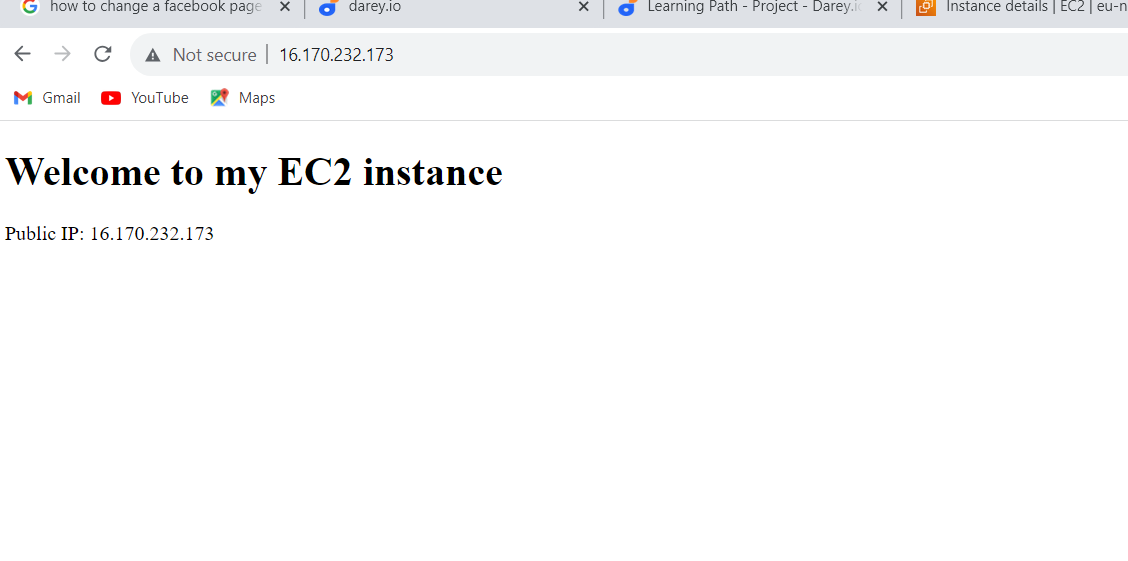 how to change a facebook page
darey.io
Learning Path - Project - Darey.i
Instance details | EC2 | eu-n
Not secure | 16.170.232.173
Gmail
YouTube
Maps
Welcome to my EC2 instance
Public IP: 16.170.232.173